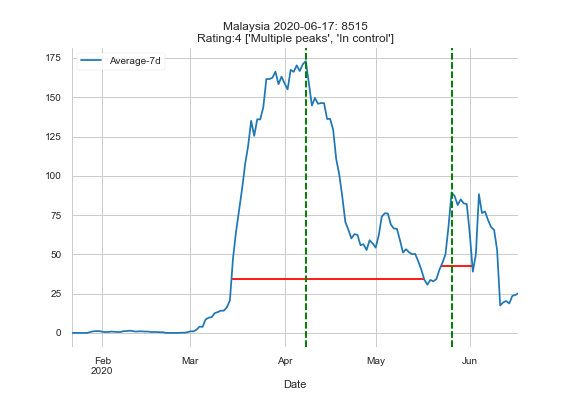 Malaysia 2020-06-17: 8515
Rating:4 ['Multiple peaks', 'In control']
Average-7d
175
150
125
100
75
50
25
0
Feb
2020
Mar
Apr
May
Jun
Date